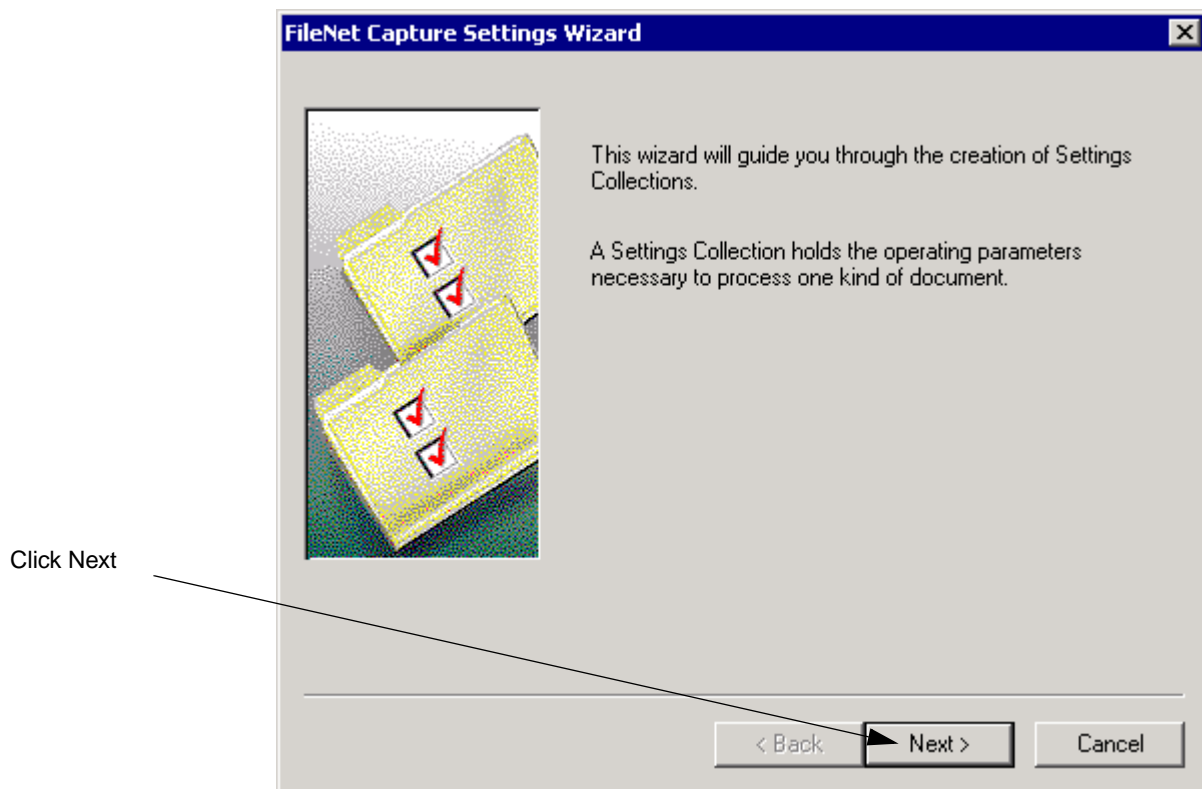 FileNet Capture Settings Wizard
This wizard will guide you through the creation of Settings
Collections.
A Settings Collection holds the operating parameters
necessary to process one kind of document.
Click Next
< Back
Next >
Cancel